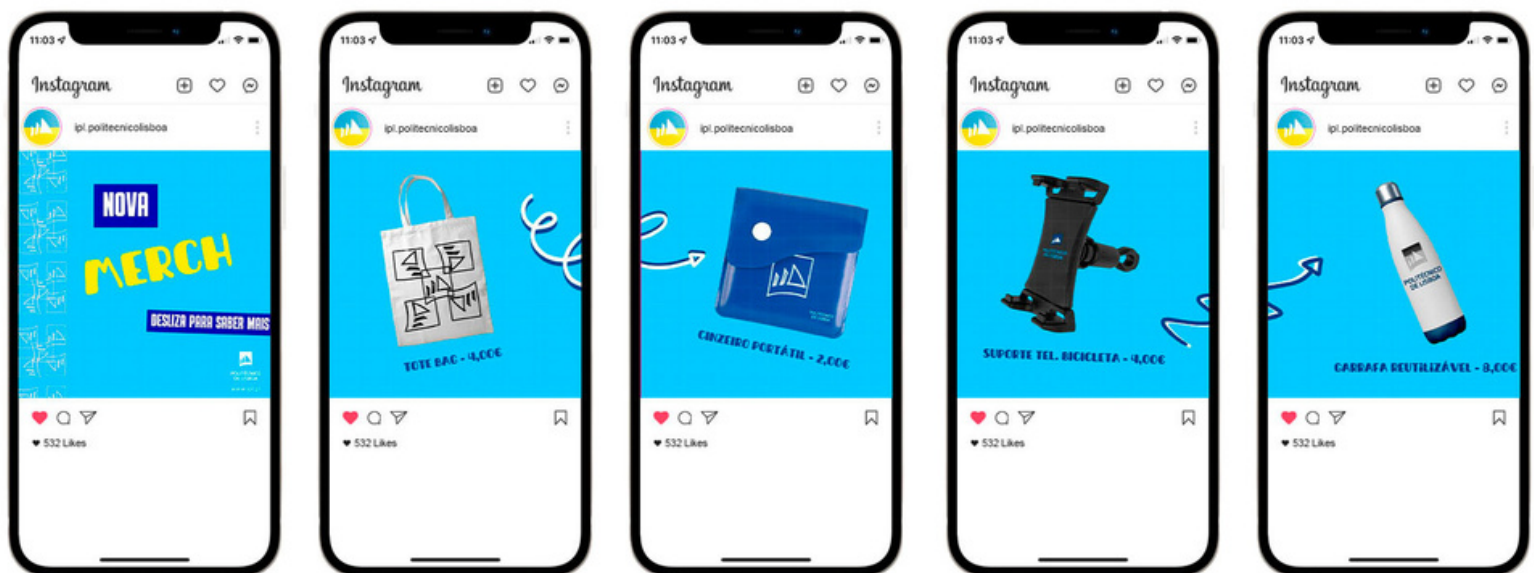 11:03
Instagram
ipl.politecnicolisboa
NOVA
MERCH
DESLIZA PARA SABER MAIS
POLITÉCNICO
DE LISBOA
532 Likes
11:03
Instagram
ipl.politecnicolisboa
TOTE BAG - 4,00€
532 Likes
11:03
Instagram
ipl.politecnicolisboa
CINZEIRO PORTÁTIL - 2,00€
532 Likes
11:03
Instagram
ipl.politecnicolisboa
SUPORTE TEL. BICICLETA - 4,00€
532 Likes
11:03
Instagram
ipl.politecnicolisboa
POLITÉCNICO
DE LISBOA
GARRAFA REUTILIZÁVEL - 8,00€
532 Likes